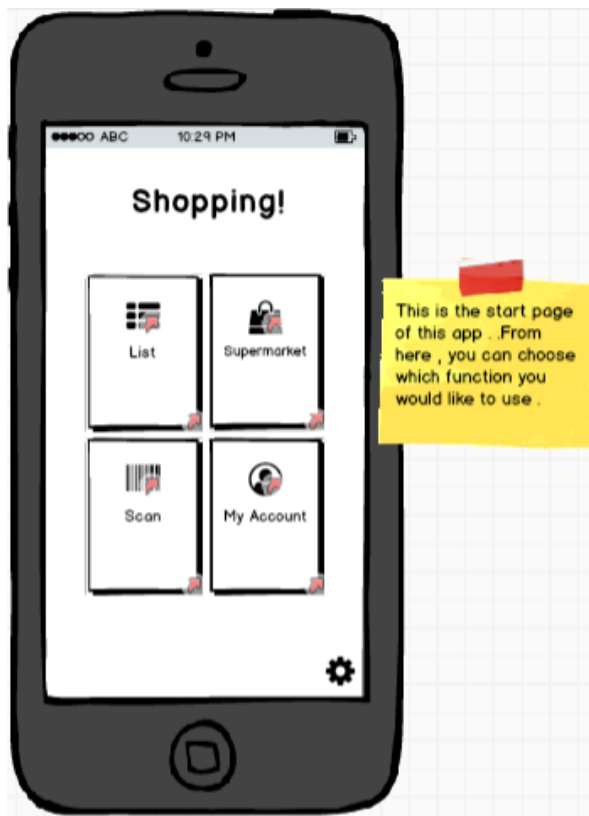 ABC 10:29 PM
Shopping!
List
Supermarket
Scan
My Account
This is the start page
of this app . .From
here , you can choose
which function you
would like to use .